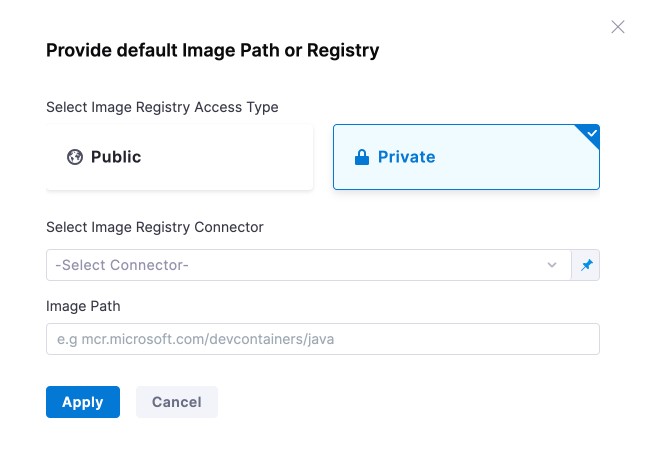 Provide default Image Path or Registry
Select Image Registry Access Type
Public
Private
Select Image Registry Connector
-Select Connector-
Image Path
e.g mcr.microsoft.com/devcontainers/java
Apply
Cancel